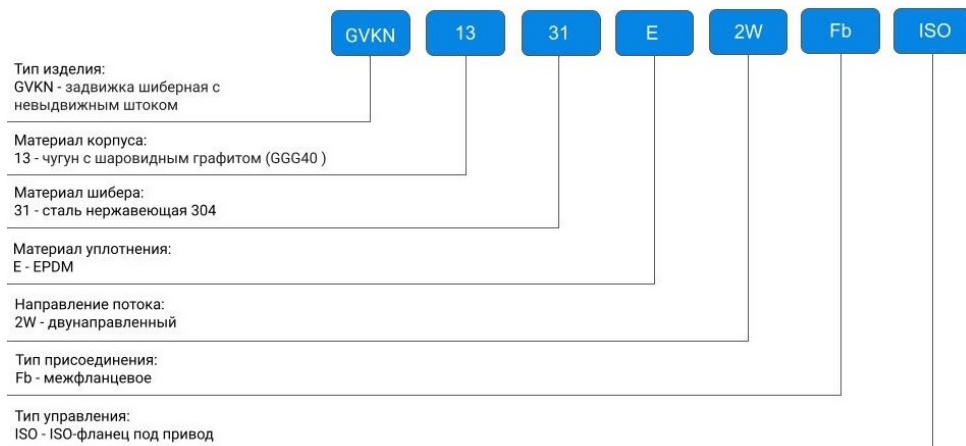 GVKN 13 31 E 2W Fb ISO
Тип изделия:
GVKN - задвижка шиберная с
невыдвижным штоком
Материал корпуса:
13 - чугун с шаровидным графитом (GGG40 )
Материал шибера:
31 - сталь нержавеющая 304
Материал уплотнения:
E - EPDM
Направление потока:
2W - двунаправленный
Тип присоединения:
Fb - межфланцевое
Тип управления:
ISO - ISO-фланец под привод